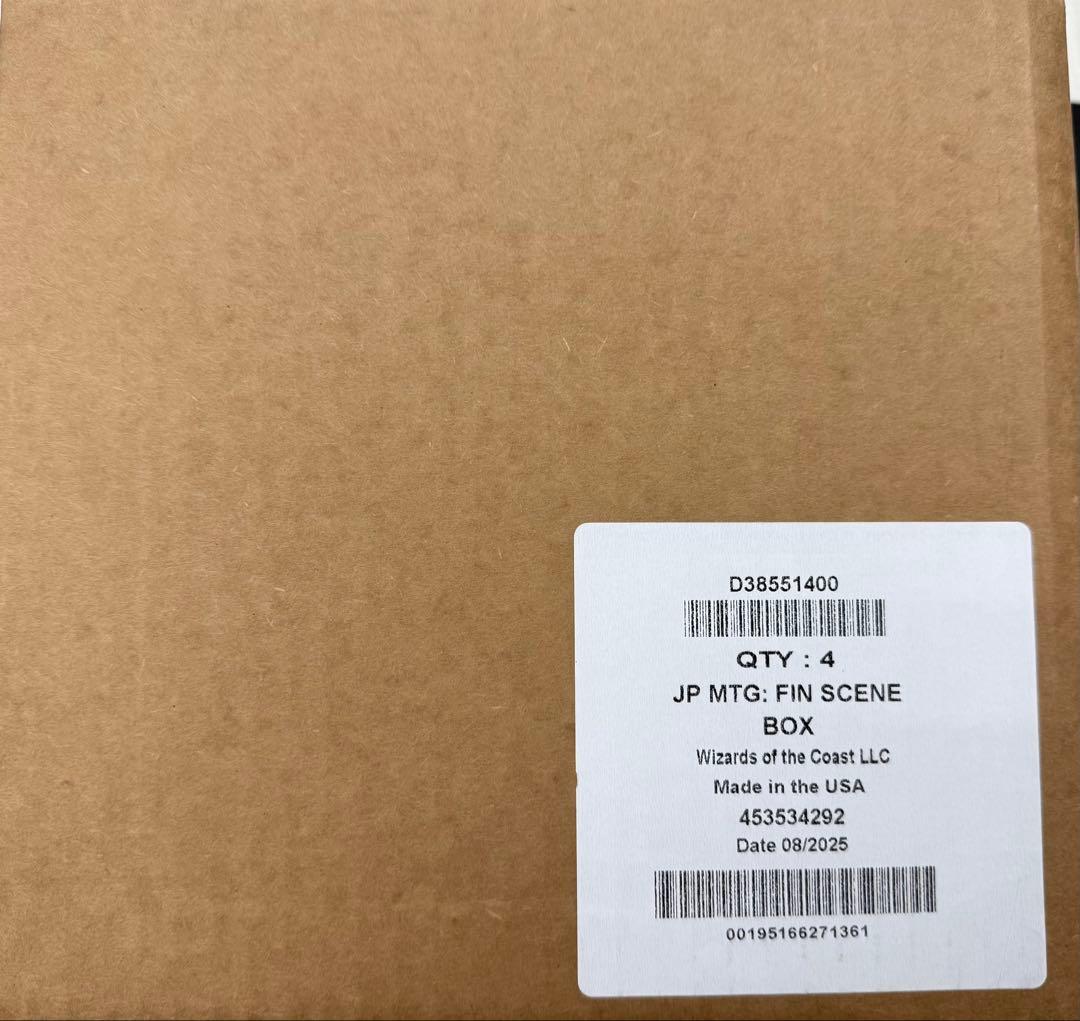 D38551400
QTY : 4
JP MTG: FIN SCENE
BOX
Wizards of the Coast LLC
Made in the USA
453534292
Date 08/2025
00195166271361